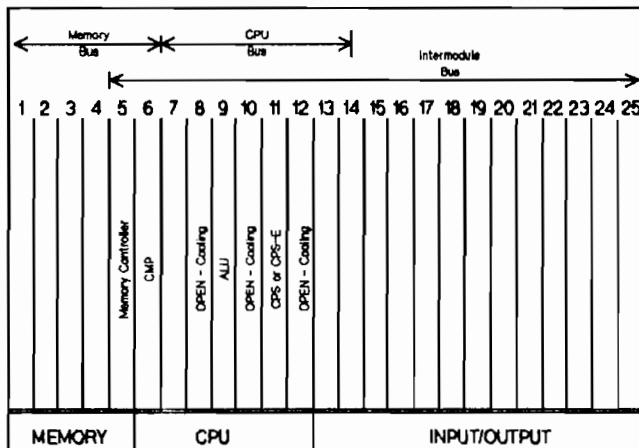 Memory
Bus
CPU
Bus
Intermodule
Bus
1 2 3 4 5 6 7 8 9 10 11 12 13 14 15 16 17 18 19 20 21 22 23 24 25
Memory Controller
CMP
OPEN - Cooling
ALU
OPEN - Cooling
CPS or CPS-E
OPEN - Cooling
MEMORY CPU INPUT/OUTPUT